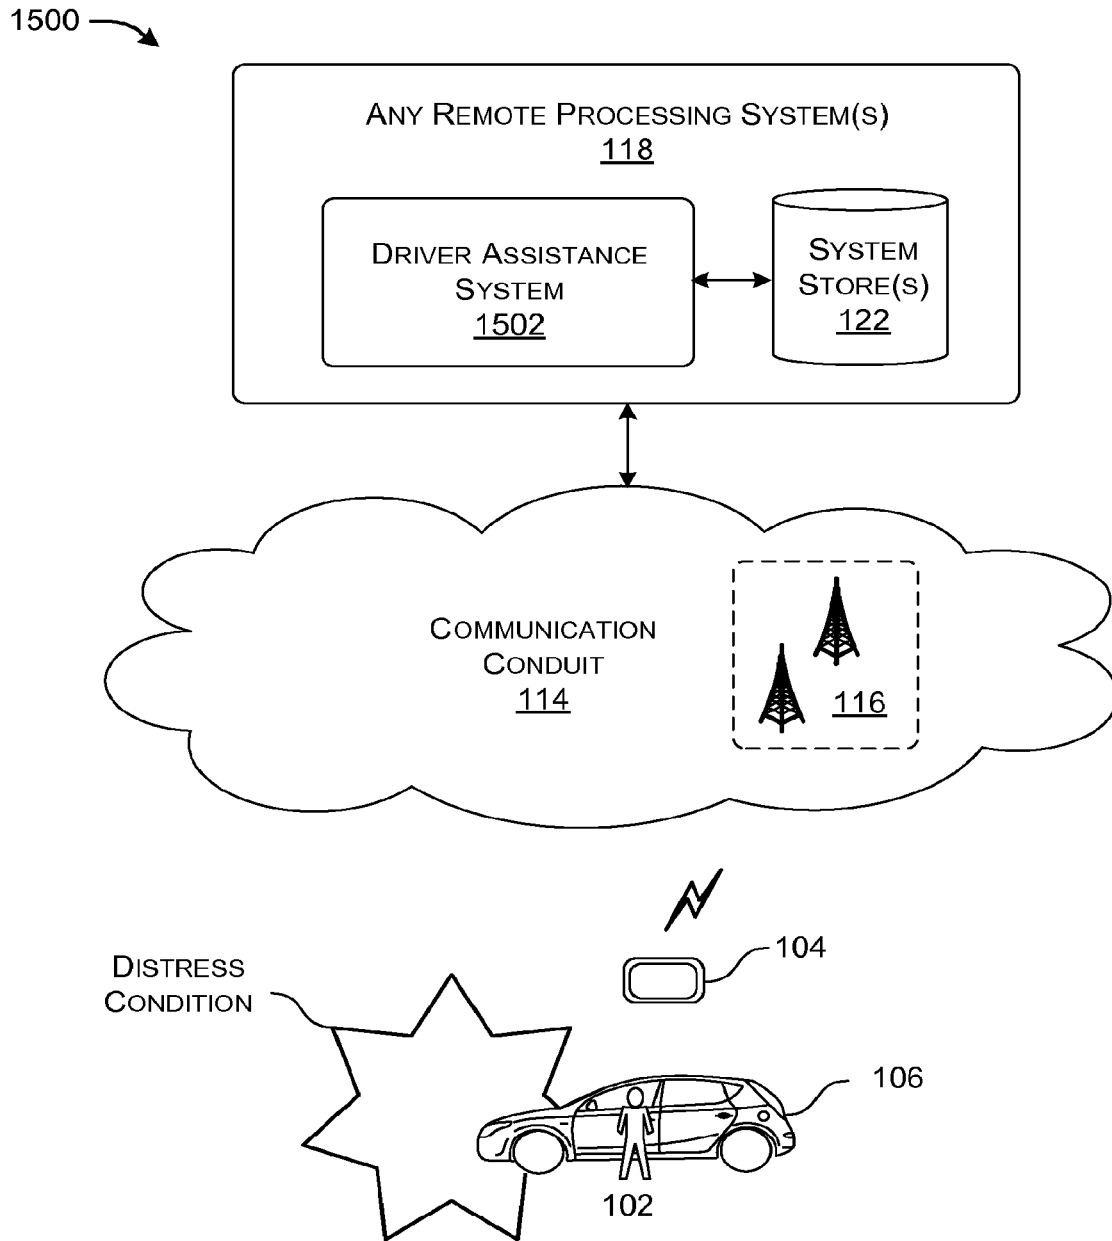 1500
ANY REMOTE PROCESSING SYSTEM(S)
118
DRIVER ASSISTANCE
SYSTEM
1502
SYSTEM
STORE(S)
122
COMMUNICATION
CONDUIT
114
116
DISTRESS
CONDITION
104
106
102